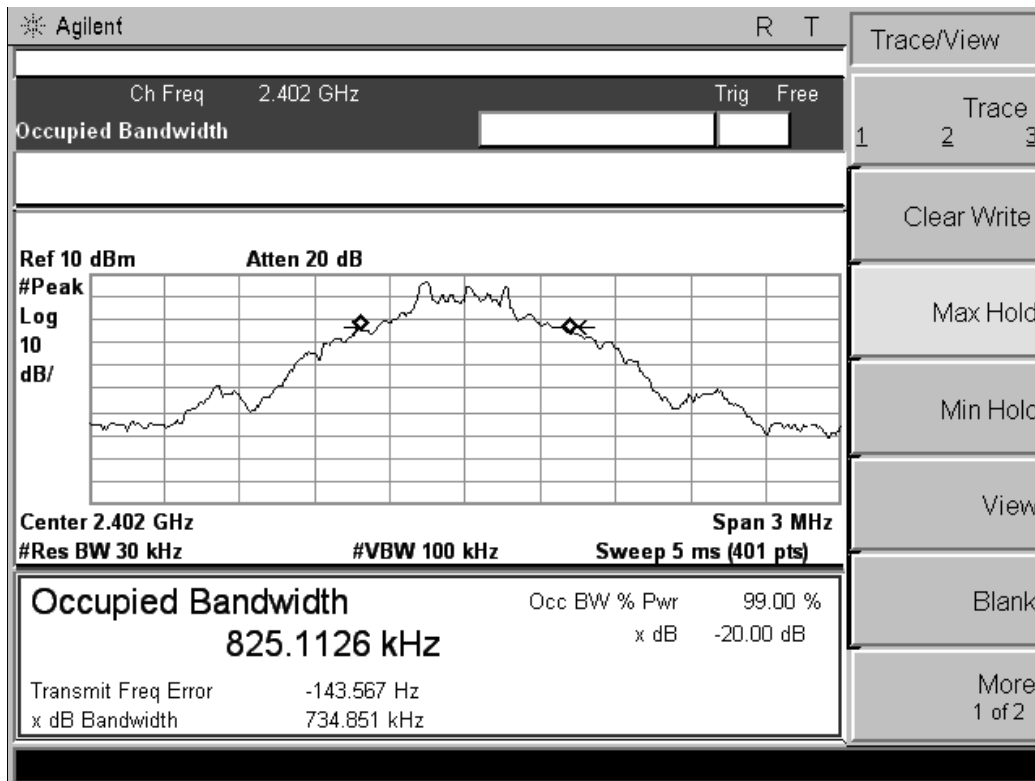 Agilent R T
Trace/View
Ch Freq 2.402 GHz Trig Free
Occupied Bandwidth
Trace
1 2 3
Clear Write
Ref 10 dBm Atten 20 dB
#Peak
Log
10
dB/
Max Hold
Min Hold
View
Center 2.402 GHz Span 3 MHz
#Res BW 30 kHz #VBW 100 kHz Sweep 5 ms (401 pts)
Occupied Bandwidth
825.1126 kHz
Occ BW % Pwr 99.00 %
x dB -20.00 dB
Transmit Freq Error -143.567 Hz
x dB Bandwidth 734.851 kHz
Blank
More
1 of 2